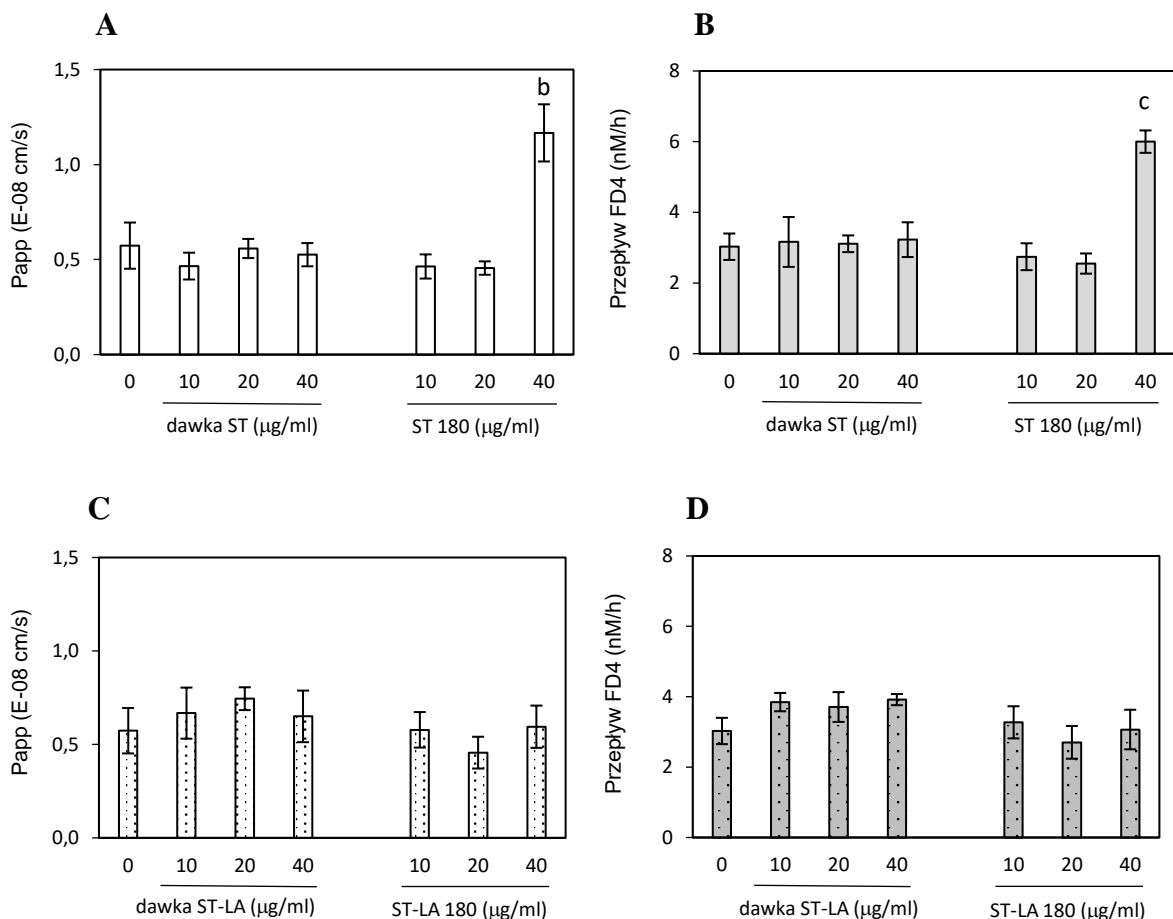 A
Papp (E-08 cm/s)
1,5
1,0
0,5
0,0
b
0 10 20 40 10 20 40
dawka ST (µg/ml) ST 180 (µg/ml)
B
Przepływ FD4 (nM/h)
8
6
4
2
0
c
0 10 20 40 10 20 40
dawka ST (µg/ml) ST 180 (µg/ml)
C
Papp (E-08 cm/s)
1,5
1,0
0,5
0,0
0 10 20 40 10 20 40
dawka ST-LA (µg/ml) ST-LA 180 (µg/ml)
D
Przepływ FD4 (nM/h)
8
6
4
2
0
0 10 20 40 10 20 40
dawka ST-LA (µg/ml) ST-LA 180 (µg/ml)